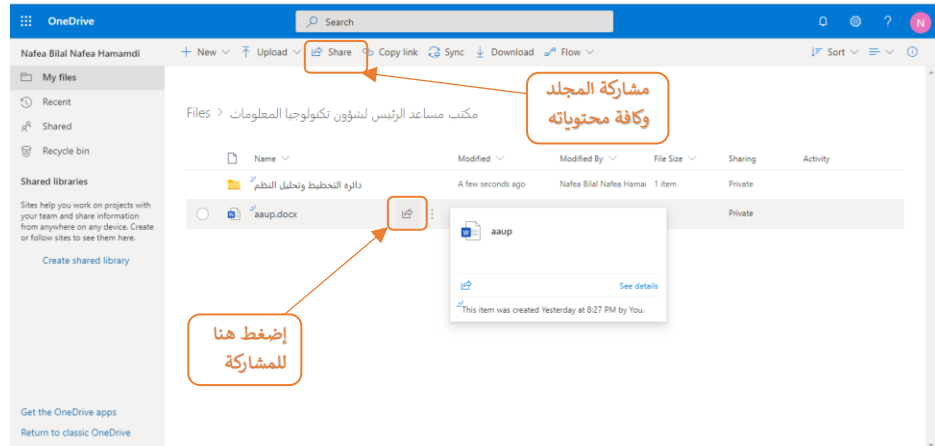 OneDrive
Search
?
N
Nafea Bilal Nafea Hamamdi
New
Upload
Share
Copy link
Sync
Download
Flow
Sort
My files
Recent
Shared
Recycle bin
Shared libraries
Sites help you work on projects with
your team and share information
from anywhere on any device. Create
or follow sites to see them here.
Create shared library
Get the OneDrive apps
Return to classic OneDrive
مشاركة المجلد
وكافة محتوياته
Files > مكتب مساعد الرئيس لشؤون تكنولوجيا المعلومات
Name
Modified
Modified By
File Size
Sharing
Activity
دائره التخطيط وتحليل النظم
A few seconds ago
Nafea Bilal Nafea Hamai
1 item
Private
aaup.docx
Private
aaup
See details
This item was created Yesterday at 8:27 PM by You.
إضغط هنا
للمشاركة